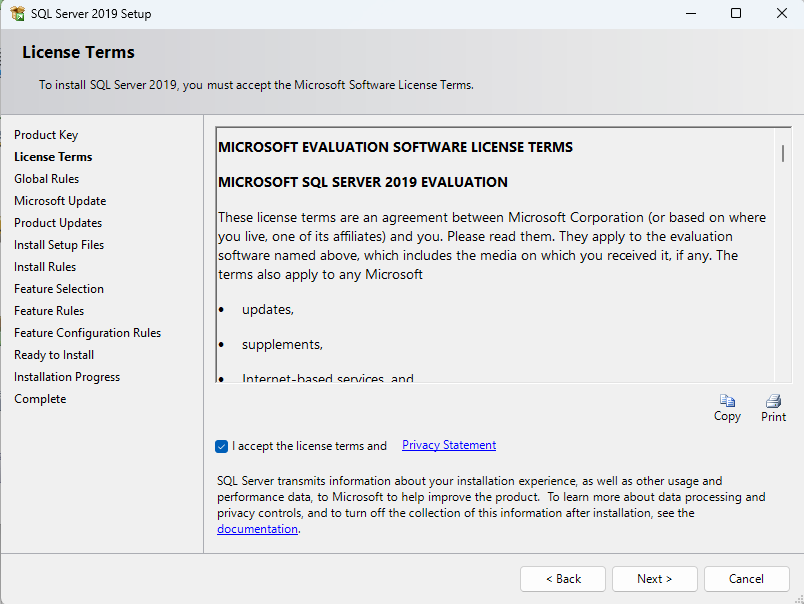 SQL Server 2019 Setup
License Terms
To install SQL Server 2019, you must accept the Microsoft Software License Terms.
Product Key
License Terms
Global Rules
Microsoft Update
Product Updates
Install Setup Files
Install Rules
Feature Selection
Feature Rules
Feature Configuration Rules
Ready to Install
Installation Progress
Complete
MICROSOFT EVALUATION SOFTWARE LICENSE TERMS
MICROSOFT SQL SERVER 2019 EVALUATION
These license terms are an agreement between Microsoft Corporation (or based on where
you live, one of its affiliates) and you. Please read them. They apply to the evaluation
software named above, which includes the media on which you received it, if any. The
terms also apply to any Microsoft
• updates,
• supplements,
• Internet-based services, and
Copy
Print
I accept the license terms and Privacy Statement
SQL Server transmits information about your installation experience, as well as other usage and
performance data, to Microsoft to help improve the product. To learn more about data processing and
privacy controls, and to turn off the collection of this information after installation, see the
documentation.
< Back
Next >
Cancel